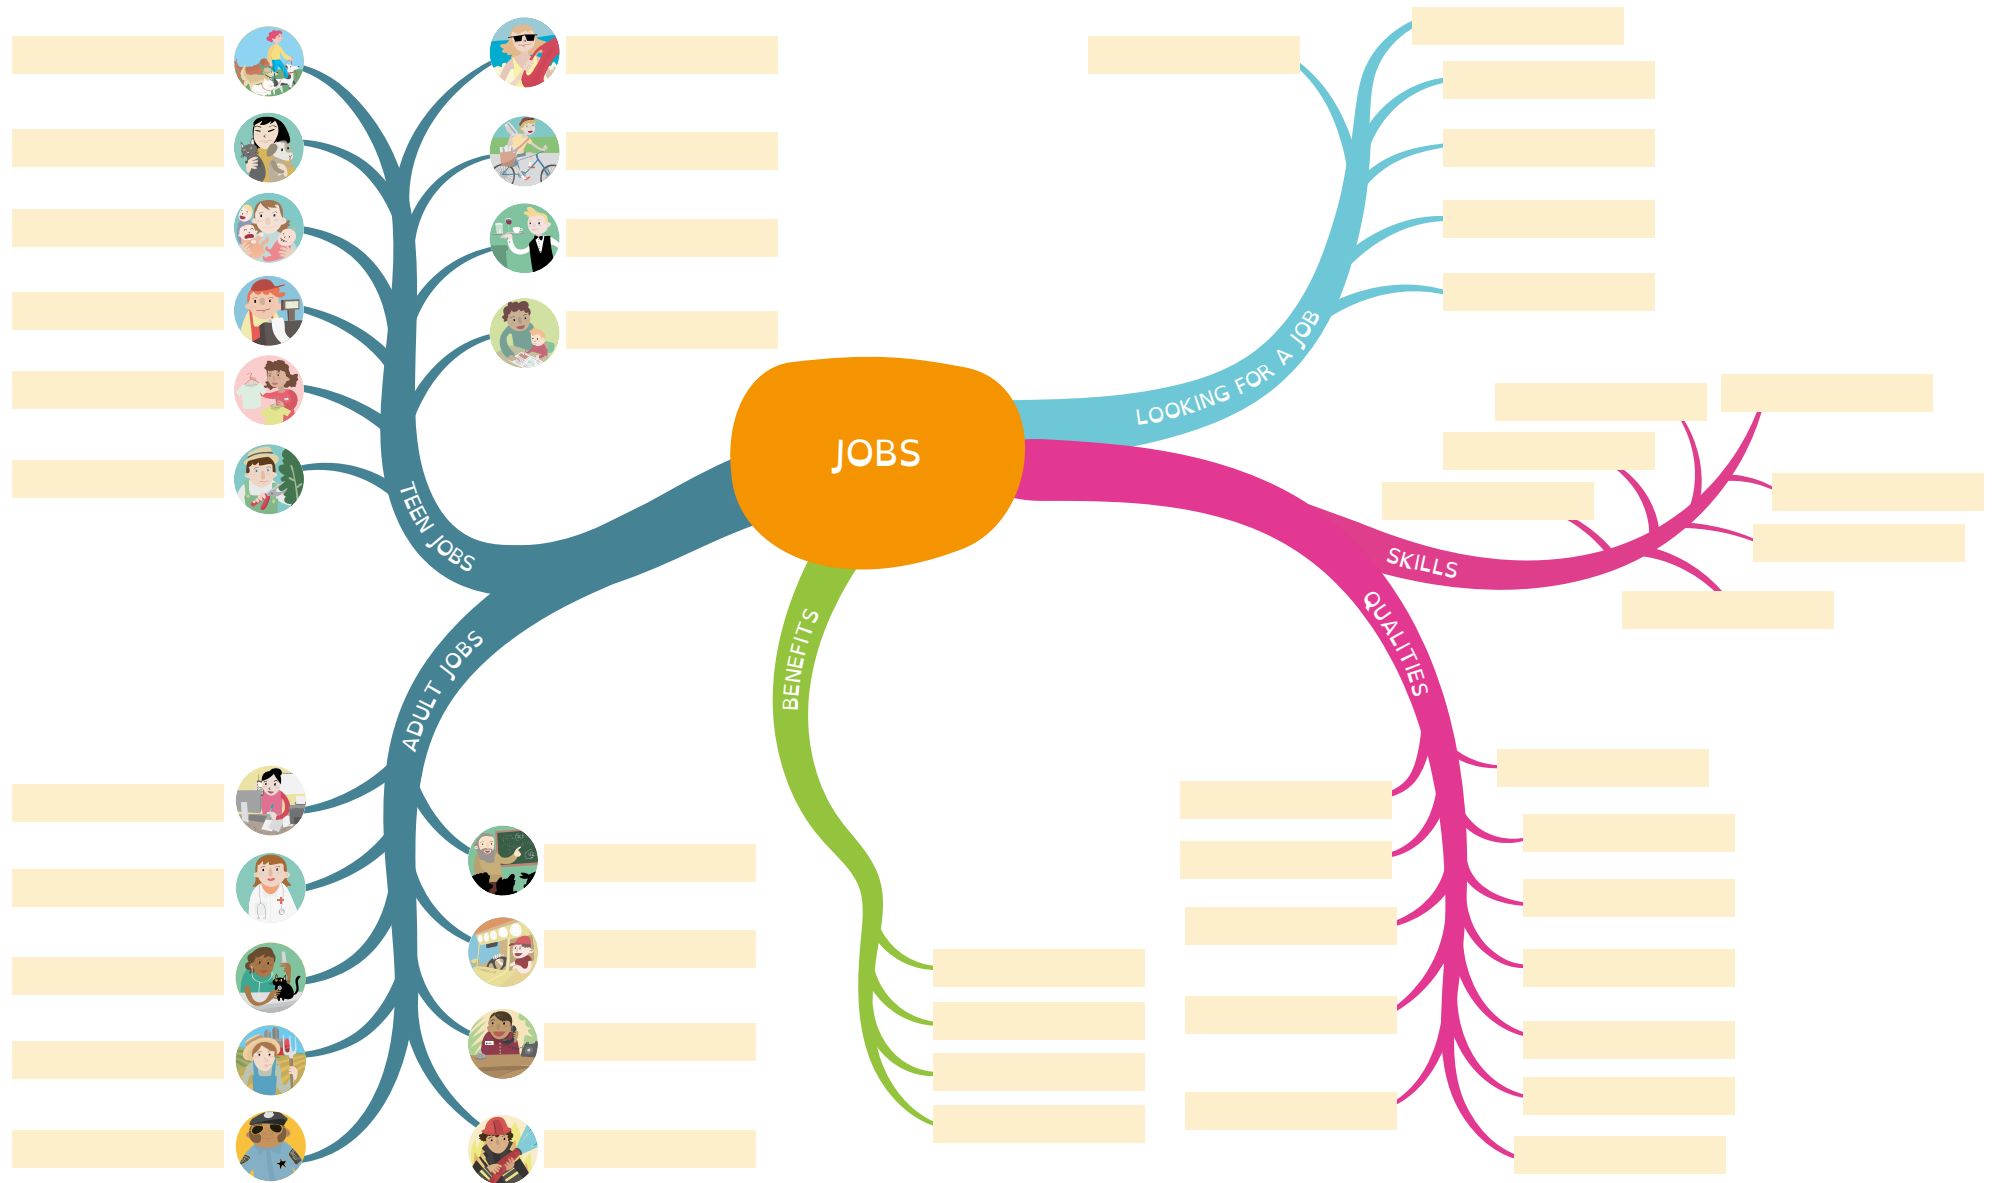 JOBS
LOOKING FOR A JOB
SKILLS
QUALITIES
BENEFITS
TEEN JOBS
ADULT JOBS